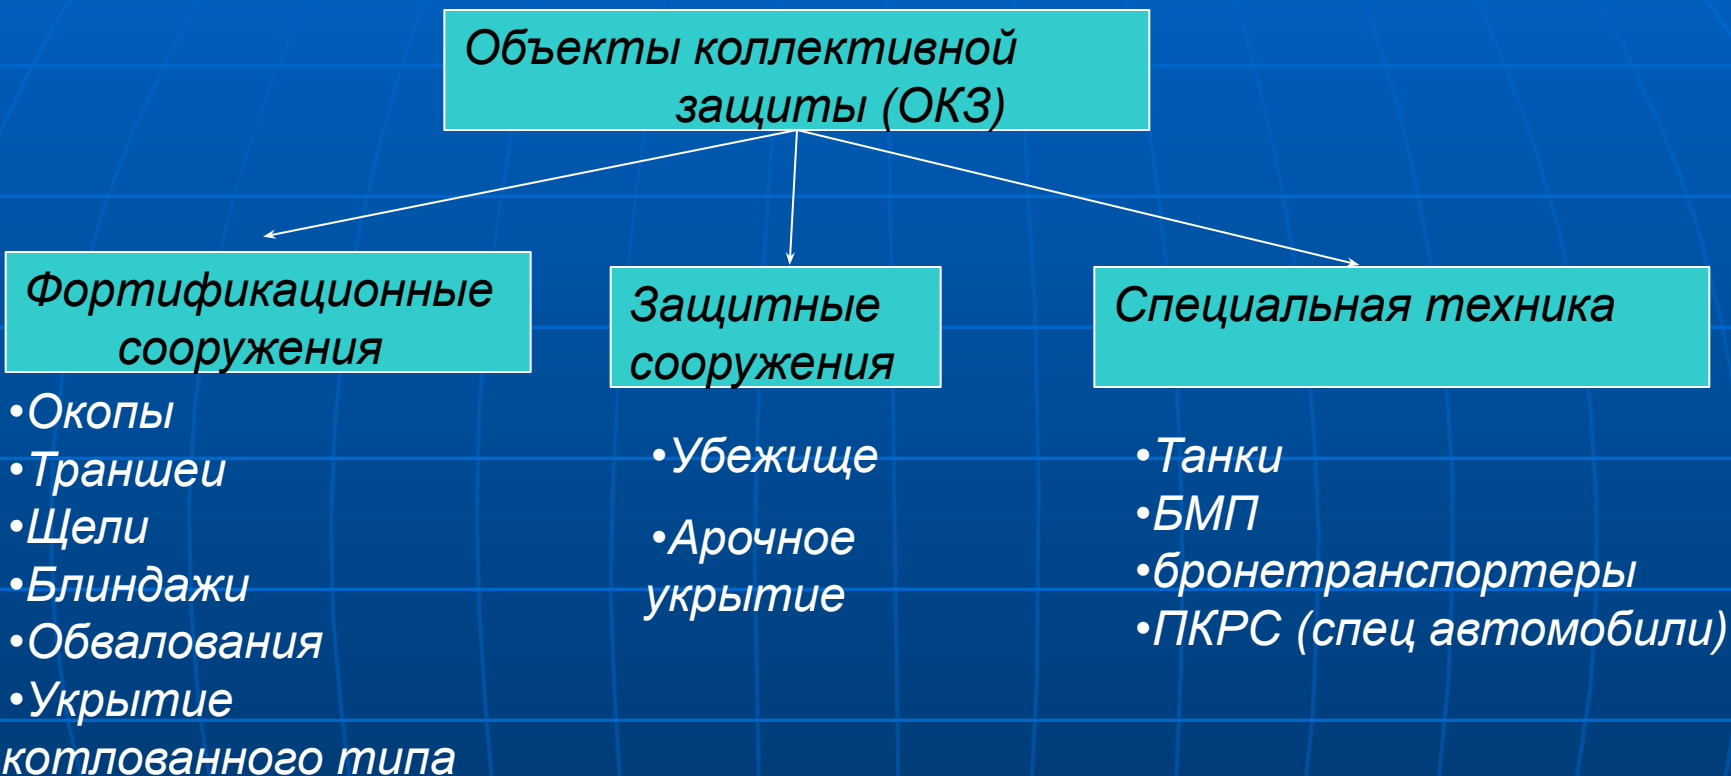 Объекты коллективной
защиты (ОКЗ)
Фортификационные
сооружения
•Окопы
•Траншеи
•Щели
•Блиндажи
•Обвалования
•Укрытие
котлованного типа
Защитные
сооружения
•Убежище
•Арочное
укрытие
Специальная техника
•Танки
•БМП
•бронетранспортеры
•ПКРС (спец автомобили)